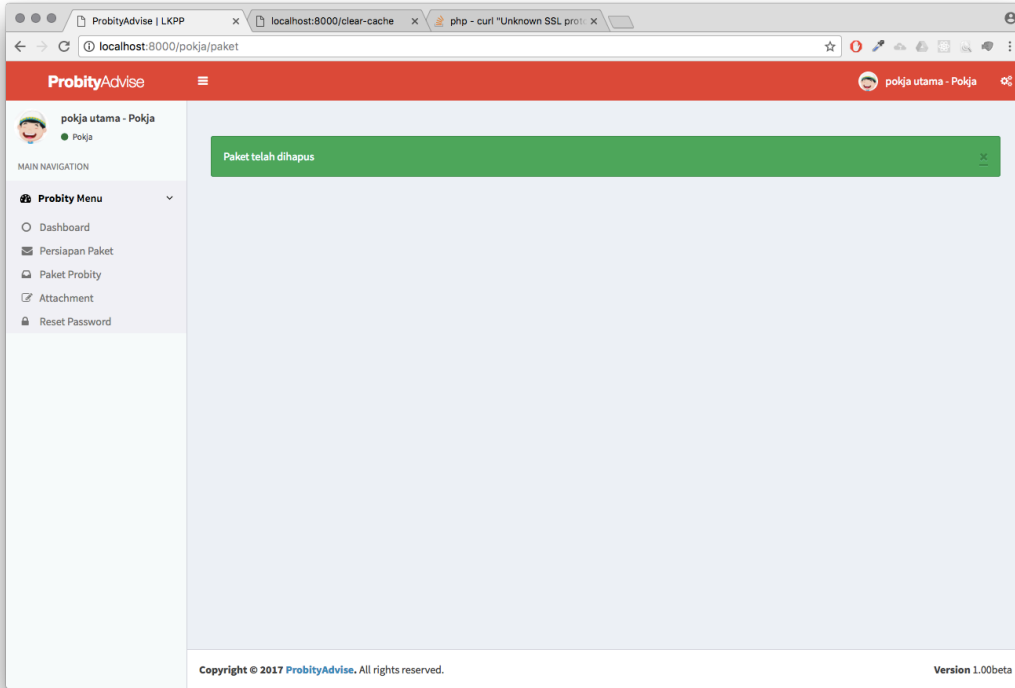 ProbityAdvise | LKPP
localhost:8000/clear-cache
php - curl "Unknown SSL proto
localhost:8000/pokja/paket
ProbityAdvise
pokja utama - Pokja
pokja utama - Pokja
Pokja
MAIN NAVIGATION
Probity Menu
Dashboard
Persiapan Paket
Paket Probity
Attachment
Reset Password
Paket telah dihapus
×
Copyright © 2017 ProbityAdvise. All rights reserved.
Version 1.00beta